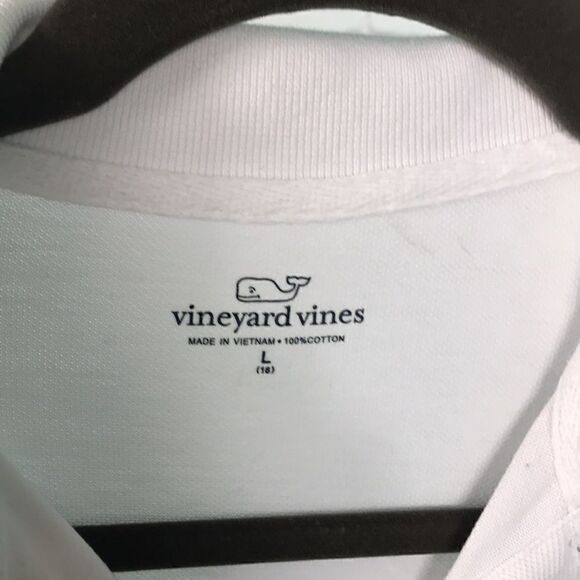 vineyard vines
MADE IN VIETNAM • 100%COTTON
L
(16)